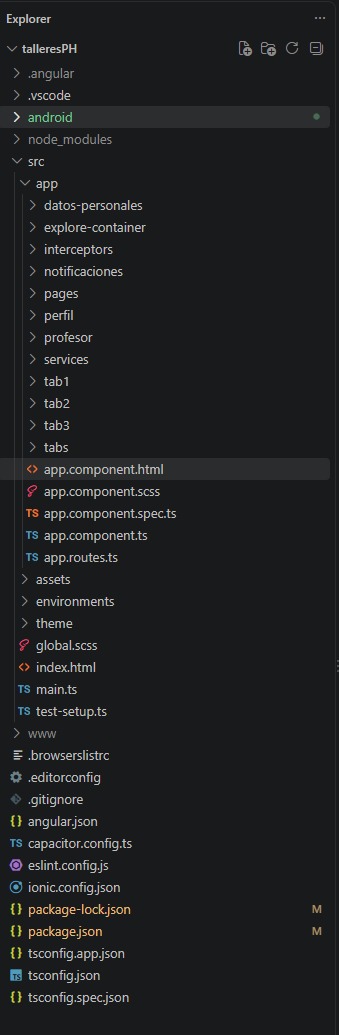 Explorer
talleresPH
.angular
.vscode
android
node_modules
src
app
datos-personales
explore-container
interceptors
notificaciones
pages
perfil
profesor
services
tab1
tab2
tab3
tabs
<> app.component.html
app.component.scss
TS app.component.spec.ts
TS app.component.ts
TS app.routes.ts
assets
environments
theme
global.scss
<> index.html
TS main.ts
TS test-setup.ts
www
.browserslistrc
.editorconfig
.gitignore
{} angular.json
TS capacitor.config.ts
eslint.config.js
ionic.config.json
{} package-lock.json M
{} package.json M
{} tsconfig.app.json
TS tsconfig.json
{} tsconfig.spec.json